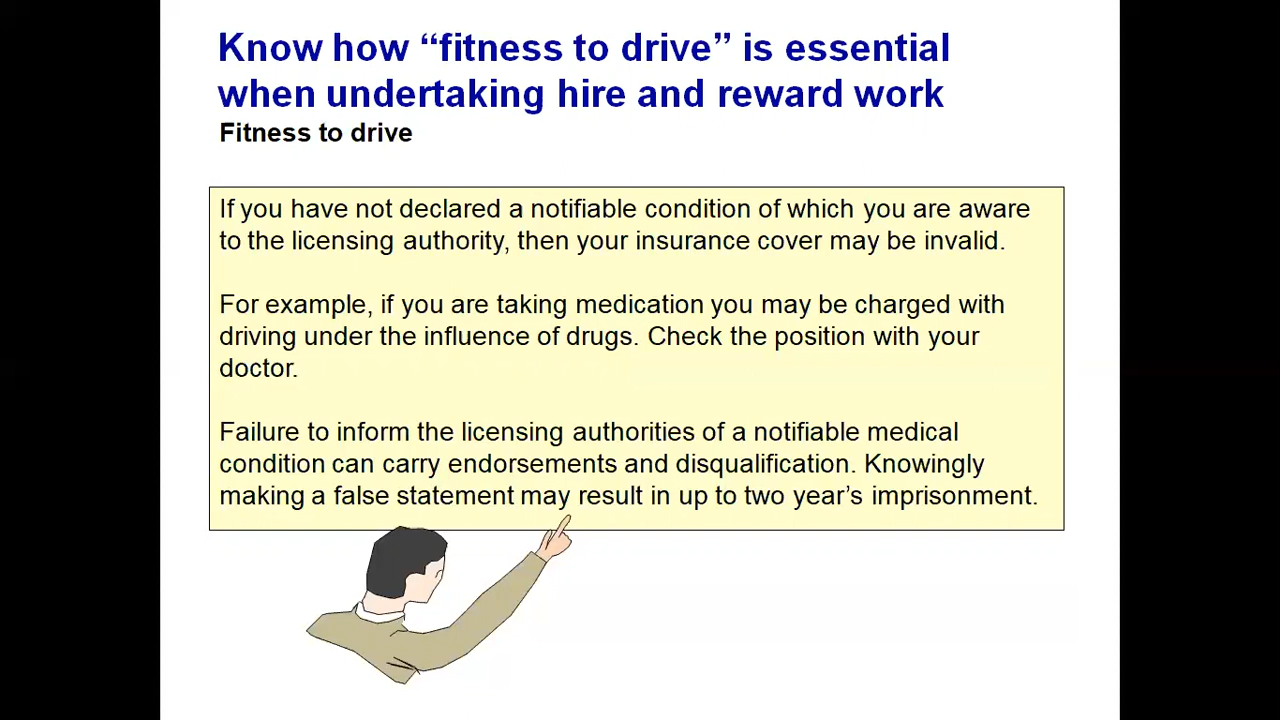 Know how “fitness to drive” is essential
when undertaking hire and reward work
Fitness to drive
If you have not declared a notifiable condition of which you are aware
to the licensing authority, then your insurance cover may be invalid.
For example, if you are taking medication you may be charged with
driving under the influence of drugs. Check the position with your
doctor.
Failure to inform the licensing authorities of a notifiable medical
condition can carry endorsements and disqualification. Knowingly
making a false statement may result in up to two year’s imprisonment.